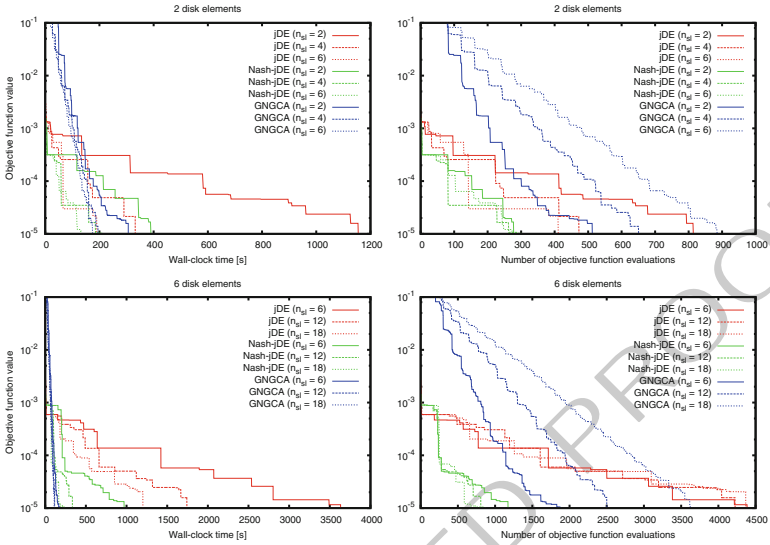 2 disk elements
10^-1
10^-2
10^-3
10^-4
10^-5
Objective function value
jDE (n_sl = 2)
jDE (n_sl = 4)
jDE (n_sl = 6)
Nash-jDE (n_sl = 2)
Nash-jDE (n_sl = 4)
Nash-jDE (n_sl = 6)
GNGCA (n_sl = 2)
GNGCA (n_sl = 4)
GNGCA (n_sl = 6)
0 200 400 600 800 1000 1200
Wall-clock time [s]
2 disk elements
10^-1
10^-2
10^-3
10^-4
10^-5
jDE (n_sl = 2)
jDE (n_sl = 4)
jDE (n_sl = 6)
Nash-jDE (n_sl = 2)
Nash-jDE (n_sl = 4)
Nash-jDE (n_sl = 6)
GNGCA (n_sl = 2)
GNGCA (n_sl = 4)
GNGCA (n_sl = 6)
100 200 300 400 500 600 700 800 900
Number of objective function evaluations
6 disk elements
10^-1
10^-2
10^-3
10^-4
10^-5
Objective function value
jDE (n_sl = 6)
jDE (n_sl = 12)
jDE (n_sl = 18)
Nash-jDE (n_sl = 6)
Nash-jDE (n_sl = 12)
Nash-jDE (n_sl = 18)
GNGCA (n_sl = 6)
GNGCA (n_sl = 12)
GNGCA (n_sl = 18)
0 500 1000 1500 2000 2500 3000 3500 4000
Wall-clock time [s]
6 disk elements
10^-1
10^-2
10^-3
10^-4
10^-5
jDE (n_sl = 6)
jDE (n_sl = 12)
jDE (n_sl = 18)
Nash-jDE (n_sl = 6)
Nash-jDE (n_sl = 12)
Nash-jDE (n_sl = 18)
GNGCA (n_sl = 6)
GNGCA (n_sl = 12)
GNGCA (n_sl = 18)
500 1000 1500 2000 2500 3000 3500 4000 4500
Number of objective function evaluations